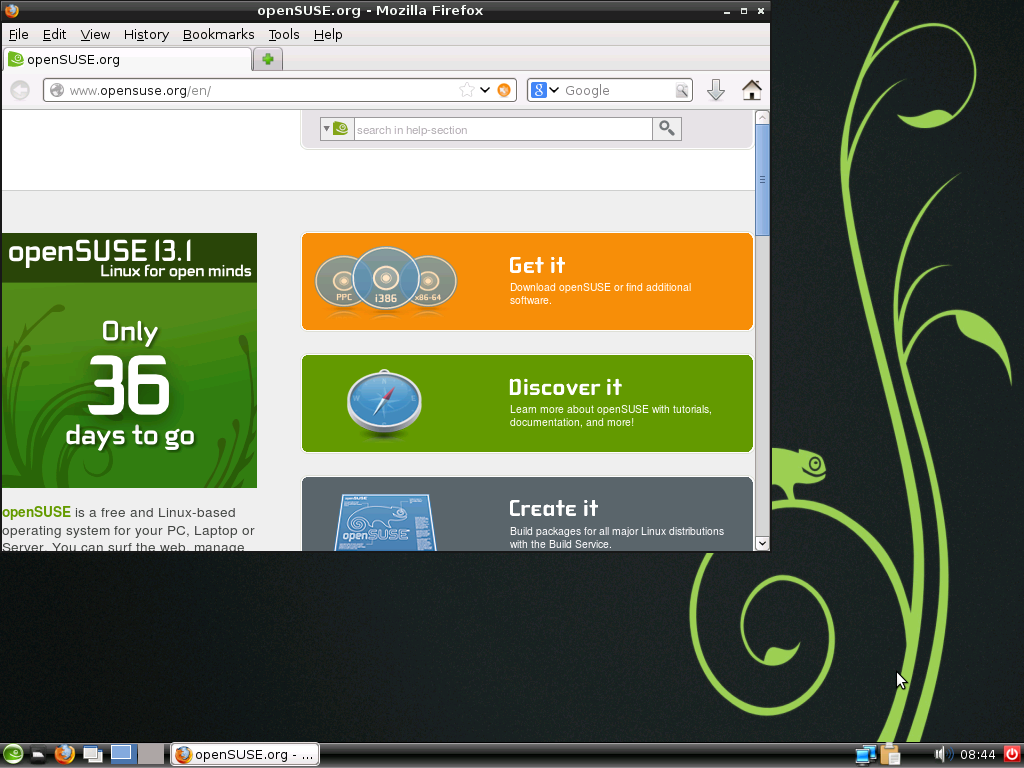 openSUSE.org - Mozilla Firefox
File Edit View History Bookmarks Tools Help
openSUSE.org
www.opensuse.org/en/
Google
search in help-section
openSUSE 13.1
Linux for open minds
Only
36
days to go
PPC
i386
x86-64
Get it
Download openSUSE or find additional
software.
Discover it
Learn more about openSUSE with tutorials,
documentation, and more!
Create it
Build packages for all major Linux distributions
with the Build Service.
openSUSE
openSUSE is a free and Linux-based
operating system for your PC, Laptop or
Server. You can surf the web, manage
openSUSE.org - ...
08:44